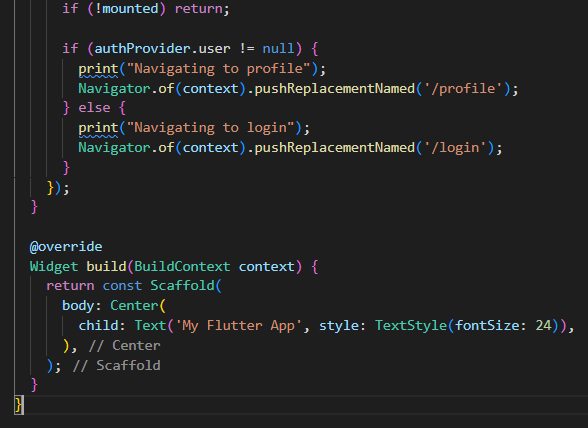 if (!mounted) return;
if (authProvider.user != null) {
print("Navigating to profile");
Navigator.of(context).pushReplacementNamed('/profile');
} else {
print("Navigating to login");
Navigator.of(context).pushReplacementNamed('/login');
}
});
}
@override
Widget build(BuildContext context) {
return const Scaffold(
body: Center(
child: Text('My Flutter App', style: TextStyle(fontSize: 24)),
), // Center
); // Scaffold
}
}